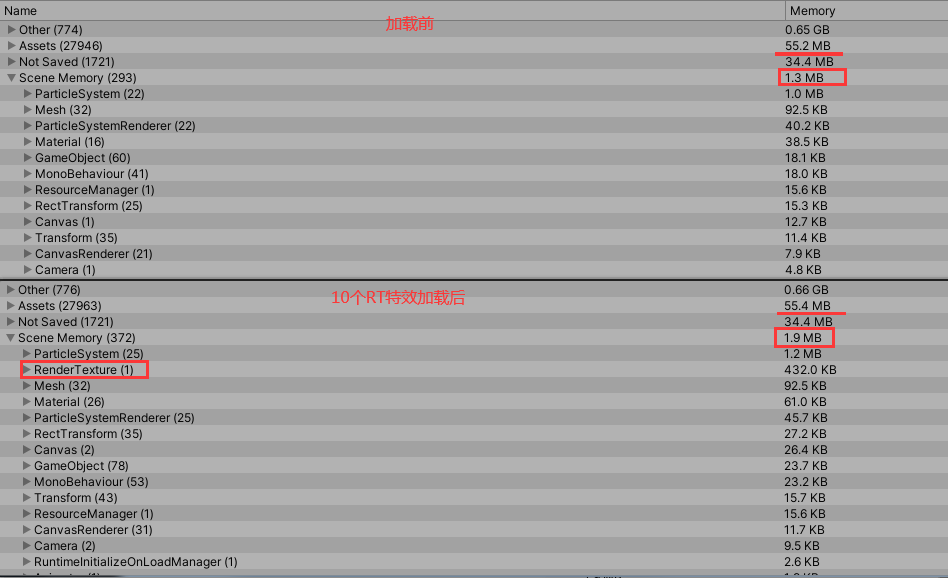 Name Memory
加载前
Other (774) 0.65 GB
Assets (27946) 55.2 MB
Not Saved (1721) 34.4 MB
Scene Memory (293) 1.3 MB
ParticleSystem (22) 1.0 MB
Mesh (32) 92.5 KB
ParticleSystemRenderer (22) 40.2 KB
Material (16) 38.5 KB
GameObject (60) 18.1 KB
MonoBehaviour (41) 18.0 KB
ResourceManager (1) 15.6 KB
RectTransform (25) 15.3 KB
Canvas (1) 12.7 KB
Transform (35) 11.4 KB
CanvasRenderer (21) 7.9 KB
Camera (1) 4.8 KB
Other (776) 0.66 GB
10个RT特效加载后
Assets (27963) 55.4 MB
Not Saved (1721) 34.4 MB
Scene Memory (372) 1.9 MB
ParticleSystem (25) 1.2 MB
RenderTexture (1) 432.0 KB
Mesh (32) 92.5 KB
Material (26) 61.0 KB
ParticleSystemRenderer (25) 45.7 KB
RectTransform (35) 27.2 KB
Canvas (2) 26.4 KB
GameObject (78) 23.7 KB
MonoBehaviour (53) 23.2 KB
Transform (43) 15.7 KB
ResourceManager (1) 15.6 KB
CanvasRenderer (31) 11.7 KB
Camera (2) 9.5 KB
RuntimeInitializeOnLoadManager (1) 2.6 KB